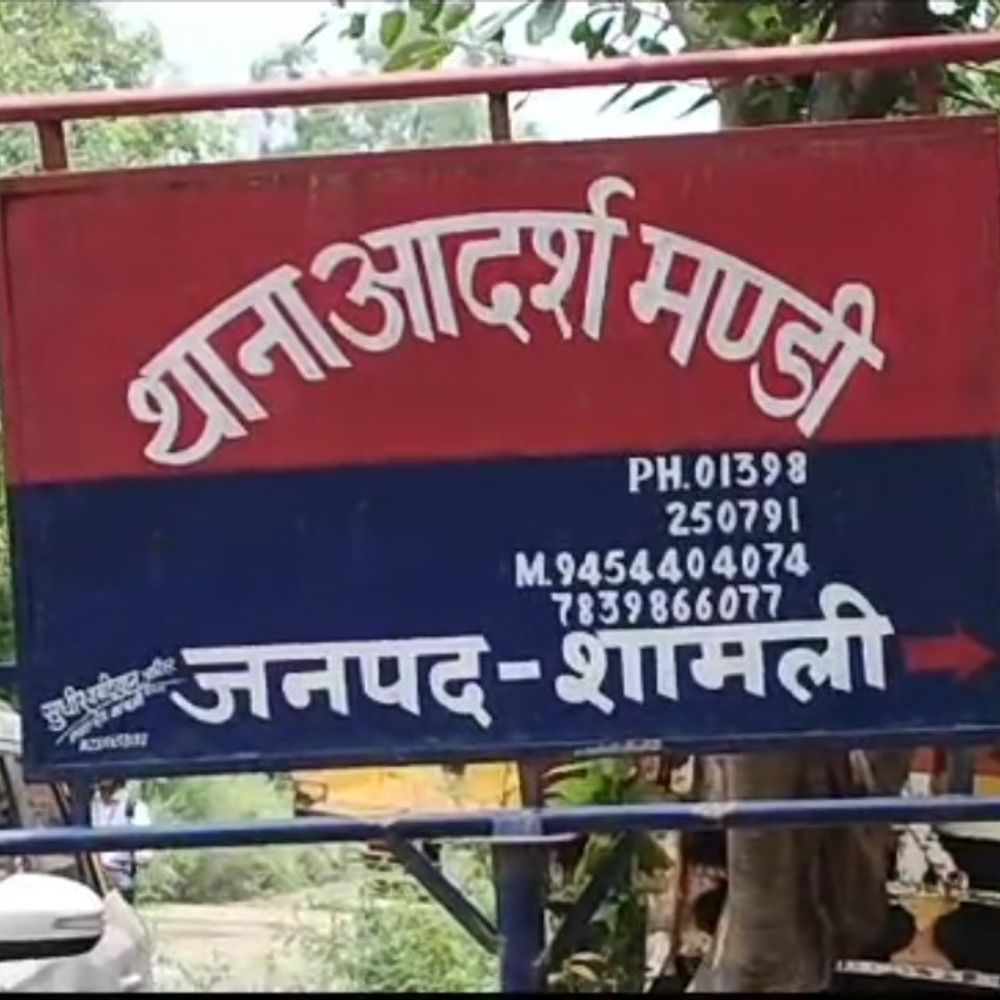 थाना आदर्श मण्डी
PH.01398
250791
M.9454404074
7839866077
जनपद-शामली
सुधीर